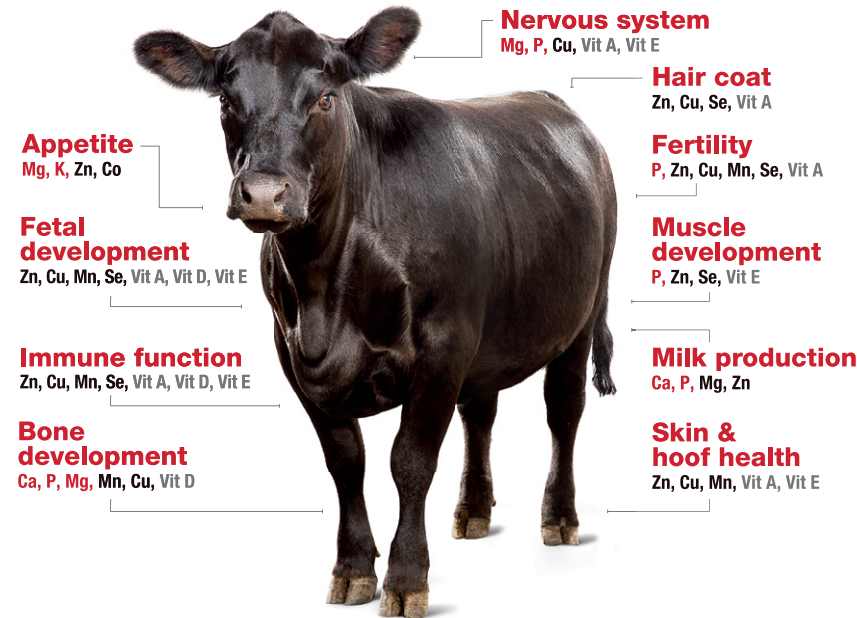 Nervous system
Mg, P, Cu, Vit A, Vit E
Hair coat
Zn, Cu, Se, Vit A
Appetite
Mg, K, Zn, Co
Fertility
P, Zn, Cu, Mn, Se, Vit A
Fetal
development
Zn, Cu, Mn, Se, Vit A, Vit D, Vit E
Muscle
development
P, Zn, Se, Vit E
Immune function
Zn, Cu, Mn, Se, Vit A, Vit D, Vit E
Milk production
Ca, P, Mg, Zn
Bone
development
Ca, P, Mg, Mn, Cu, Vit D
Skin &
hoof health
Zn, Cu, Mn, Vit A, Vit E